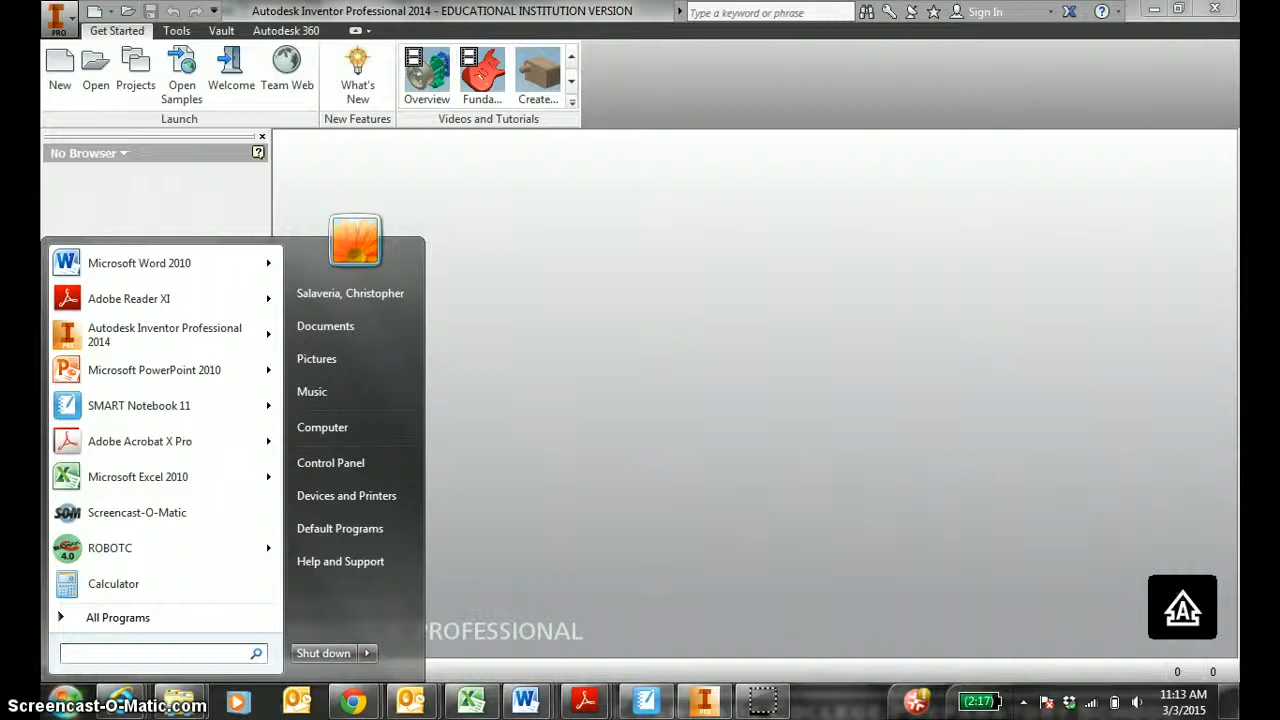 Autodesk Inventor Professional 2014 - EDUCATIONAL INSTITUTION VERSION
Type a keyword or phrase
Sign In
PRO
Get Started
Tools
Vault
Autodesk 360
New
Open
Projects
Open Samples
Welcome
Team Web
What's New
Overview
Funda...
Create...
Launch
New Features
Videos and Tutorials
No Browser
Microsoft Word 2010
Adobe Reader XI
Autodesk Inventor Professional
2014
Microsoft PowerPoint 2010
SMART Notebook 11
Adobe Acrobat X Pro
Microsoft Excel 2010
Screencast-O-Matic
ROBOTC
Calculator
All Programs
Salaveria, Christopher
Documents
Pictures
Music
Computer
Control Panel
Devices and Printers
Default Programs
Help and Support
Shut down
PROFESSIONAL
A
0
0
(2:17)
11:13 AM
3/3/2015
Screencast-O-Matic.com